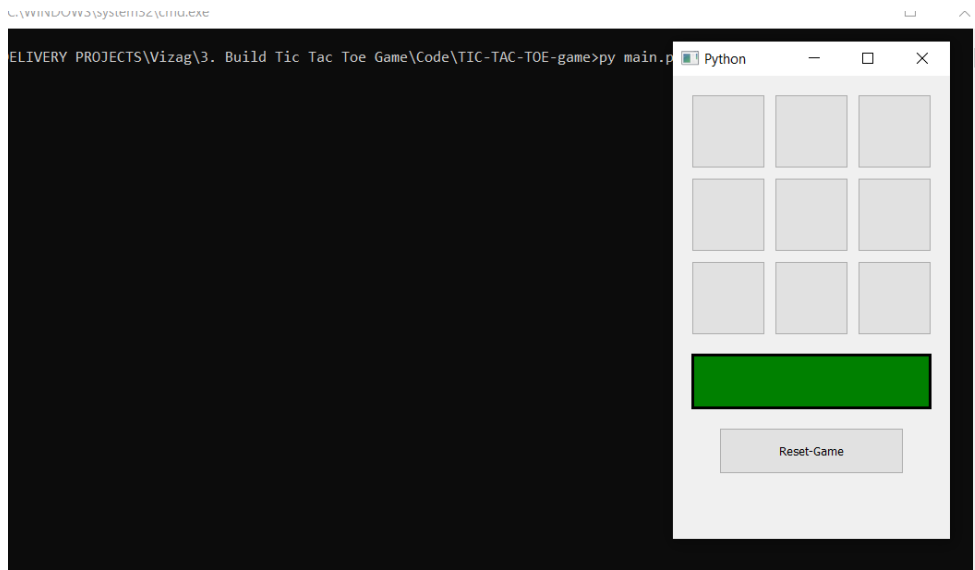 C:\WINDOWS\system32\cmd.exe
ELIVERY PROJECTS\Vizag\3. Build Tic Tac Toe Game\Code\TIC-TAC-TOE-game>py main.p
Python
Reset-Game